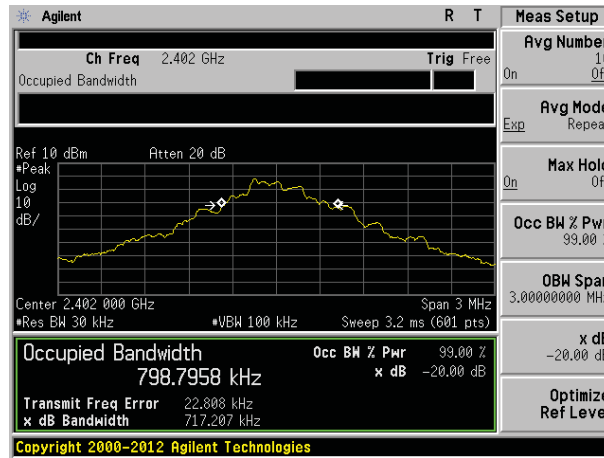 Agilent R T Meas Setup
Ch Freq 2.402 GHz Trig Free
Occupied Bandwidth
Avg Number
10
On Off
Avg Mode
Exp Repeat
Max Hold
On Off
Occ BW % Pwr
99.00
OBW Span
3.00000000 MHz
x dB
-20.00 dB
Optimize
Ref Level
Ref 10 dBm Atten 20 dB
#Peak
Log
10
dB/
Center 2.402 000 GHz Span 3 MHz
#Res BW 30 kHz #VBW 100 kHz Sweep 3.2 ms (601 pts)
Occupied Bandwidth Occ BW % Pwr 99.00 %
798.7958 kHz x dB -20.00 dB
Transmit Freq Error 22.808 kHz
x dB Bandwidth 717.207 kHz
Copyright 2000-2012 Agilent Technologies